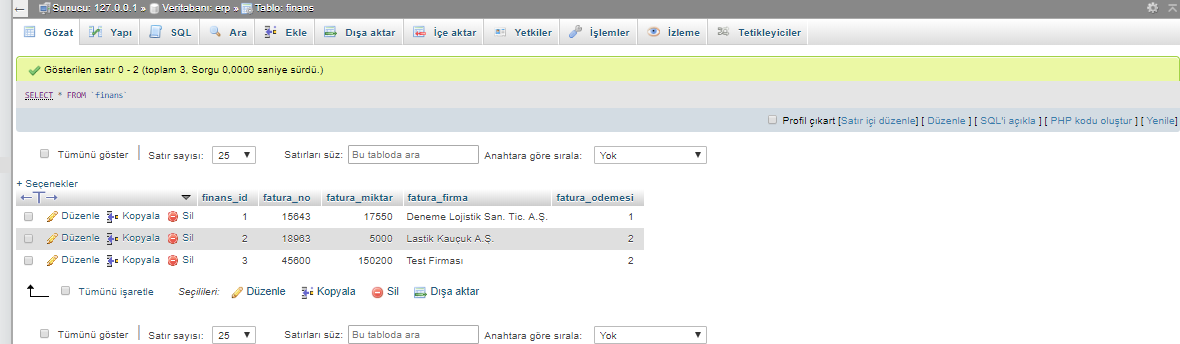 Sunucu: 127.0.0.1 » Veritabanı: erp » Tablo: finans
Gözat Yapı SQL Ara Ekle Dışa aktar İçe aktar Yetkiler İşlemler İzleme Tetikleyiciler
Gösterilen satır 0 - 2 (toplam 3, Sorgu 0,0000 saniye sürdü.)
SELECT * FROM `finans`
Profil çıkart [Satır içi düzenle] [ Düzenle ] [ SQL'i açıkla ] [ PHP kodu oluştur ] [ Yenile]
Tümünü göster Satır sayısı: 25 Satırları süz: Bu tabloda ara Anahtara göre sırala: Yok
+ Seçenekler
finans_id fatura_no fatura_miktar fatura_firma fatura_odemesi
Düzenle Kopyala Sil 1 15643 17550 Deneme Lojistik San. Tic. A.Ş. 1
Düzenle Kopyala Sil 2 18963 5000 Lastik Kauçuk A.Ş. 2
Düzenle Kopyala Sil 3 45600 150200 Test Firması 2
Tümünü işaretle Seçilileri: Düzenle Kopyala Sil Dışa aktar
Tümünü göster Satır sayısı: 25 Satırları süz: Bu tabloda ara Anahtara göre sırala: Yok